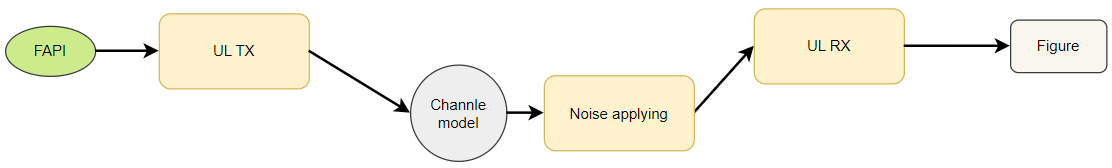 FAPI
UL TX
Channle
model
Noise applying
UL RX
Figure